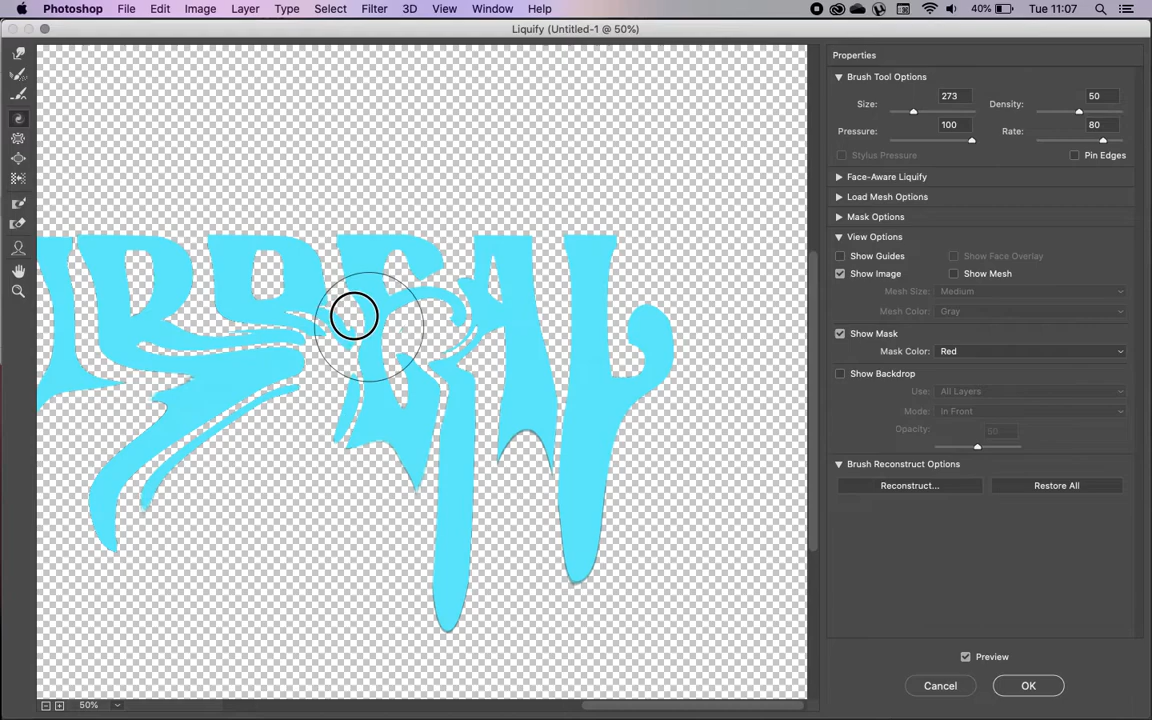 Photoshop File Edit Image Layer Type Select Filter 3D View Window Help 40% Tue 11:07
Liquify (Untitled-1 @ 50%)
Properties
Brush Tool Options
Size: 273 Density: 50
Pressure: 100 Rate: 80
Stylus Pressure Pin Edges
Face-Aware Liquify
Load Mesh Options
Mask Options
View Options
Show Guides Show Face Overlay
Show Image Show Mesh
Mesh Size: Medium
Mesh Color: Gray
Show Mask
Mask Color: Red
Show Backdrop
Use: All Layers
Mode: In Front
Opacity: 50
Brush Reconstruct Options
Reconstruct... Restore All
Preview
Cancel OK
50%